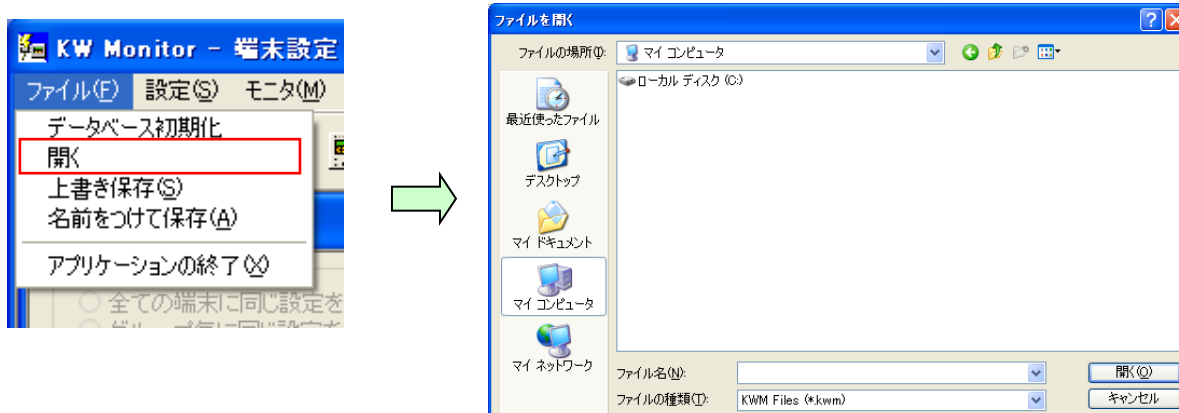 KW Monitor - 端末設定
ファイル(F) 設定(S) モニタ(M)
データベース初期化
開く
上書き保存(S)
名前をつけて保存(A)
アプリケーションの終了(X)
全ての端末に同じ設定を
ファイルを開く
ファイルの場所(I): マイ コンピュータ
ローカル ディスク (C:)
最近使ったファイル
デスクトップ
マイ ドキュメント
マイ コンピュータ
マイ ネットワーク
ファイル名(N): 開く(O)
ファイルの種類(T): KWM Files (*.kwm) キャンセル